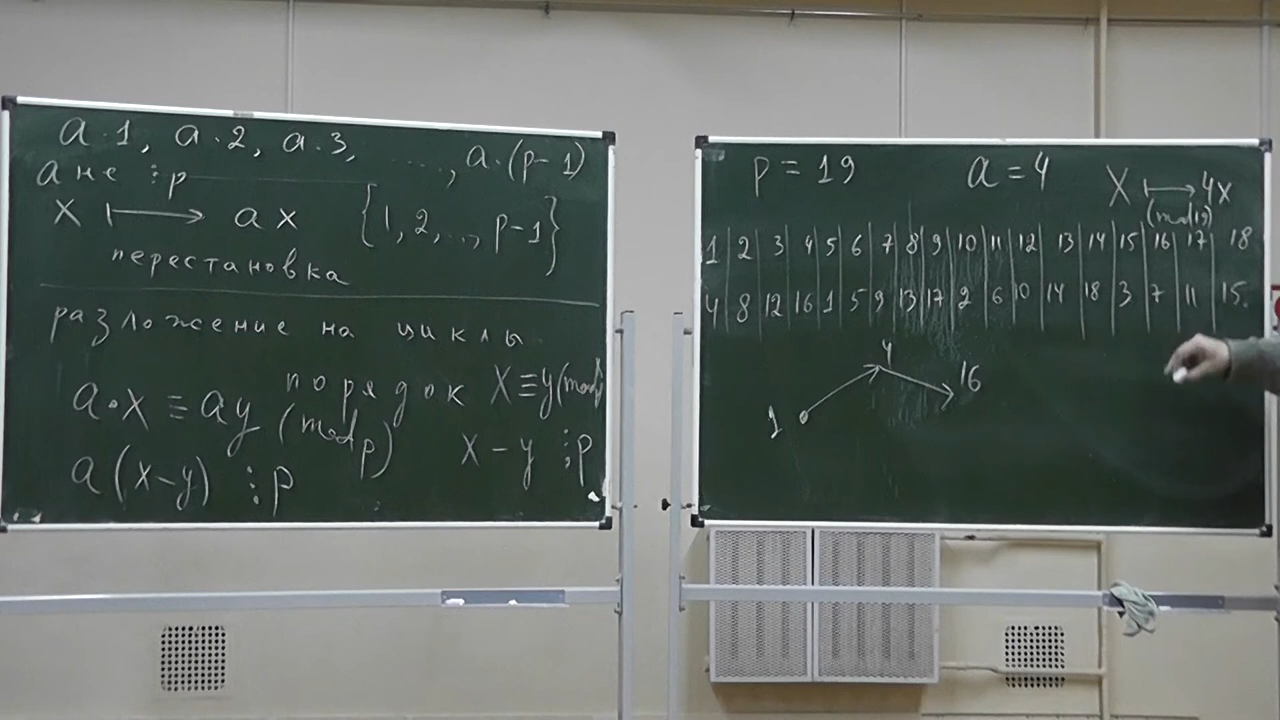 a·1, a·2, a·3, ....., a·(p-1)
a не ⋮p
X ⟼ ax {1, 2, ..., p-1}
перестановка
разложение на циклы
порядок
a·x ≡ ay (mod p) X≡y(mod
a(x-y) ⋮p x-y ⋮p
p = 19 a = 4 X ⟼ 4x
(mod 19)
1 | 2 | 3 | 4 | 5 | 6 | 7 | 8 | 9 | 10 | 11 | 12 | 13 | 14 | 15 | 16 | 17 | 18
4 | 8 | 12 | 16 | 1 | 5 | 9 | 13 | 17 | 2 | 6 | 10 | 14 | 18 | 3 | 7 | 11 | 15
4
16
1